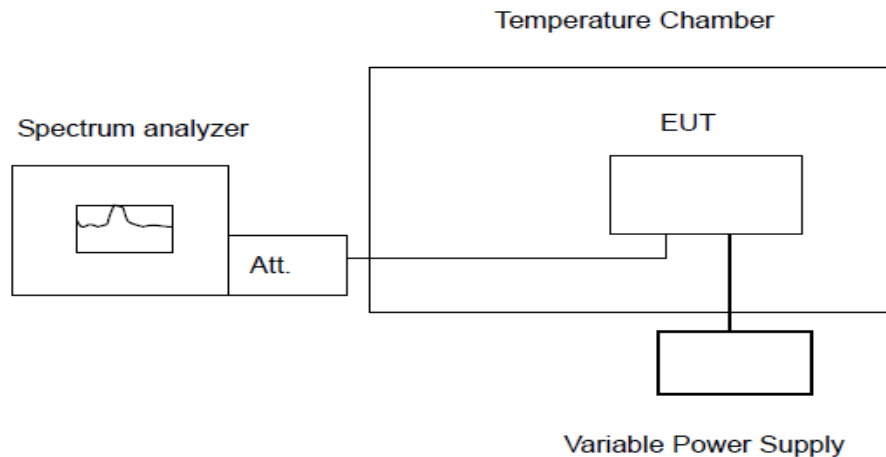 Temperature Chamber
Spectrum analyzer
EUT
Att.
Variable Power Supply